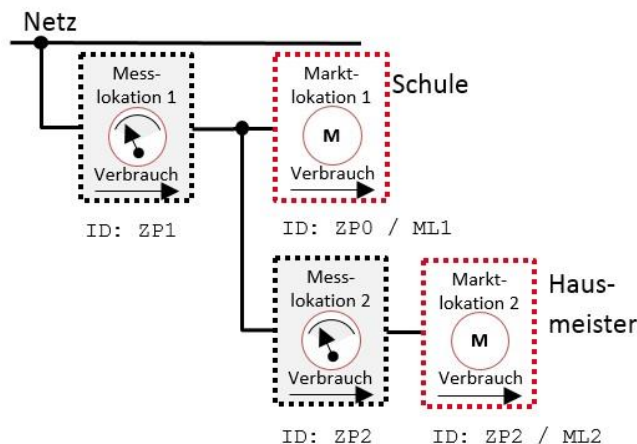 Netz
Mess-
lokation 1
Verbrauch
ID: ZP1
Markt-
lokation 1
M
Verbrauch
Schule
ID: ZP0 / ML1
Mess-
lokation 2
Verbrauch
ID: ZP2
Markt-
lokation 2
M
Verbrauch
Haus-
meister
ID: ZP2 / ML2